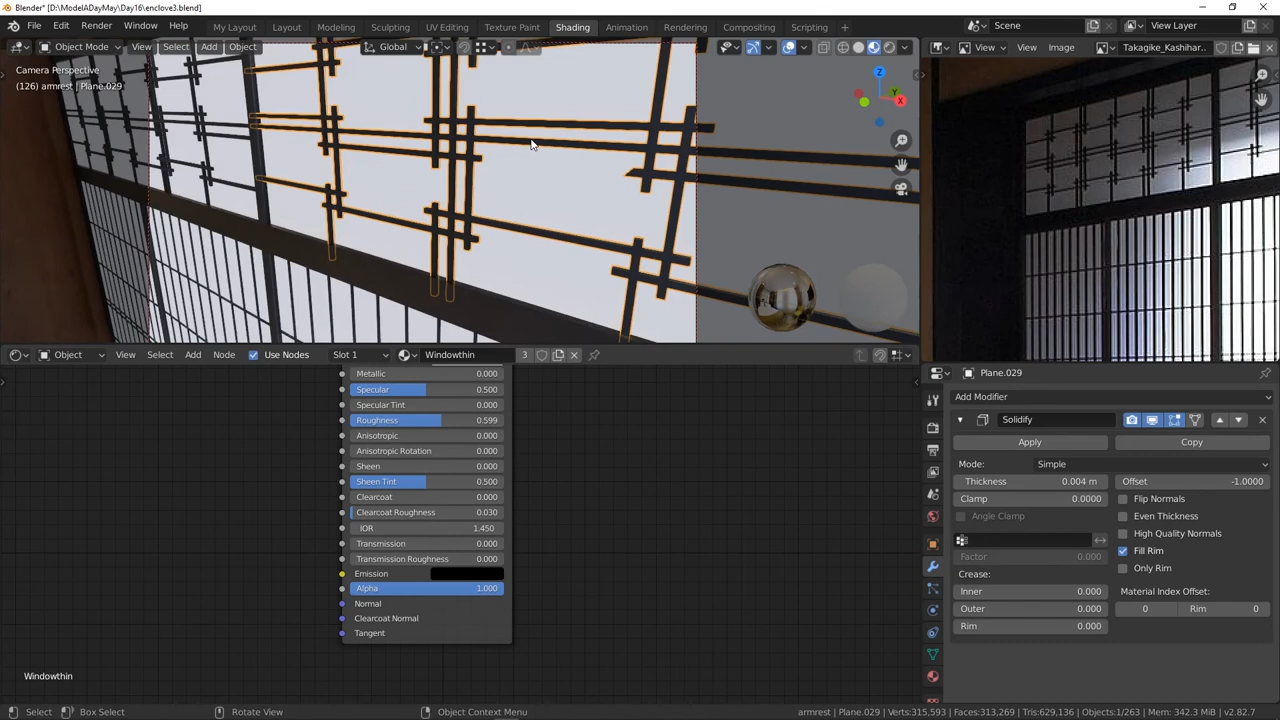 Blender* [D:\ModelADayMay\Day16\enclove3.blend]
File Edit Render Window Help My Layout Layout Modeling Sculpting UV Editing Texture Paint Shading Animation Rendering Compositing Scripting Scene View Layer
Object Mode View Select Add Object Global View View Image Takagike_Kashihar...
Camera Perspective
(126) armrest | Plane.029
Z
Y
X
Object View Select Add Node Use Nodes Slot 1 Windowthin 3
Metallic 0.000
Specular 0.500
Specular Tint 0.000
Roughness 0.599
Anisotropic 0.000
Anisotropic Rotation 0.000
Sheen 0.000
Sheen Tint 0.500
Clearcoat 0.000
Clearcoat Roughness 0.030
IOR 1.450
Transmission 0.000
Transmission Roughness 0.000
Emission
Alpha 1.000
Normal
Clearcoat Normal
Tangent
Windowthin
Plane.029
Add Modifier
Solidify
Apply Copy
Mode: Simple
Thickness 0.004 m Offset -1.0000
Clamp 0.0000 Flip Normals
Angle Clamp Even Thickness
High Quality Normals
Factor 0.000 Fill Rim
Crease: Only Rim
Inner 0.000 Material Index Offset:
Outer 0.000 0 Rim 0
Rim 0.000
Select Box Select Rotate View Object Context Menu armrest | Plane.029 | Verts:315,593 | Faces:313,269 | Tris:629,136 | Objects:1/263 | Mem: 342.3 MiB | v2.82.7